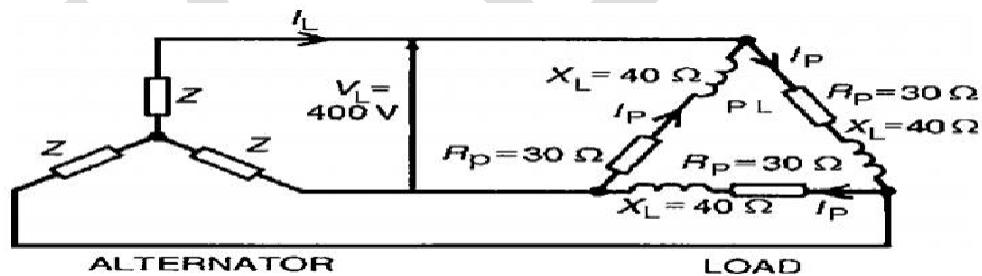 I_L
Z
V_L =
400 V
Z
Z
X_L = 40 Ω
I_P
P L
R_P = 30 Ω
I_P
X_L = 40 Ω
R_p = 30 Ω
R_P = 30 Ω
X_L = 40 Ω
I_P
ALTERNATOR
LOAD